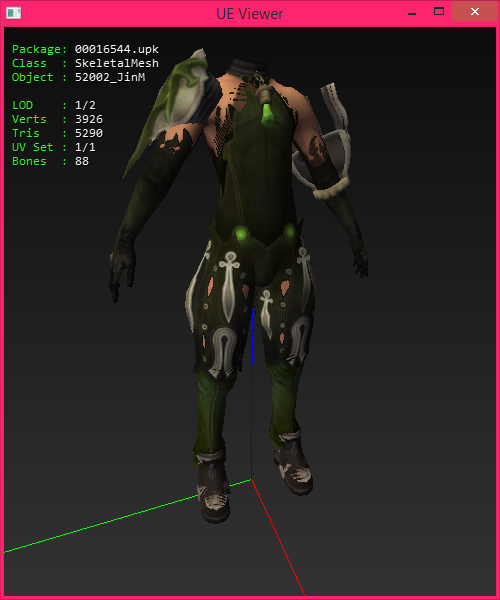 UE Viewer
Package: 00016544.upk
Class : SkeletalMesh
Object : 52002_JinM
LOD : 1/2
Verts : 3926
Tris : 5290
UV Set : 1/1
Bones : 88